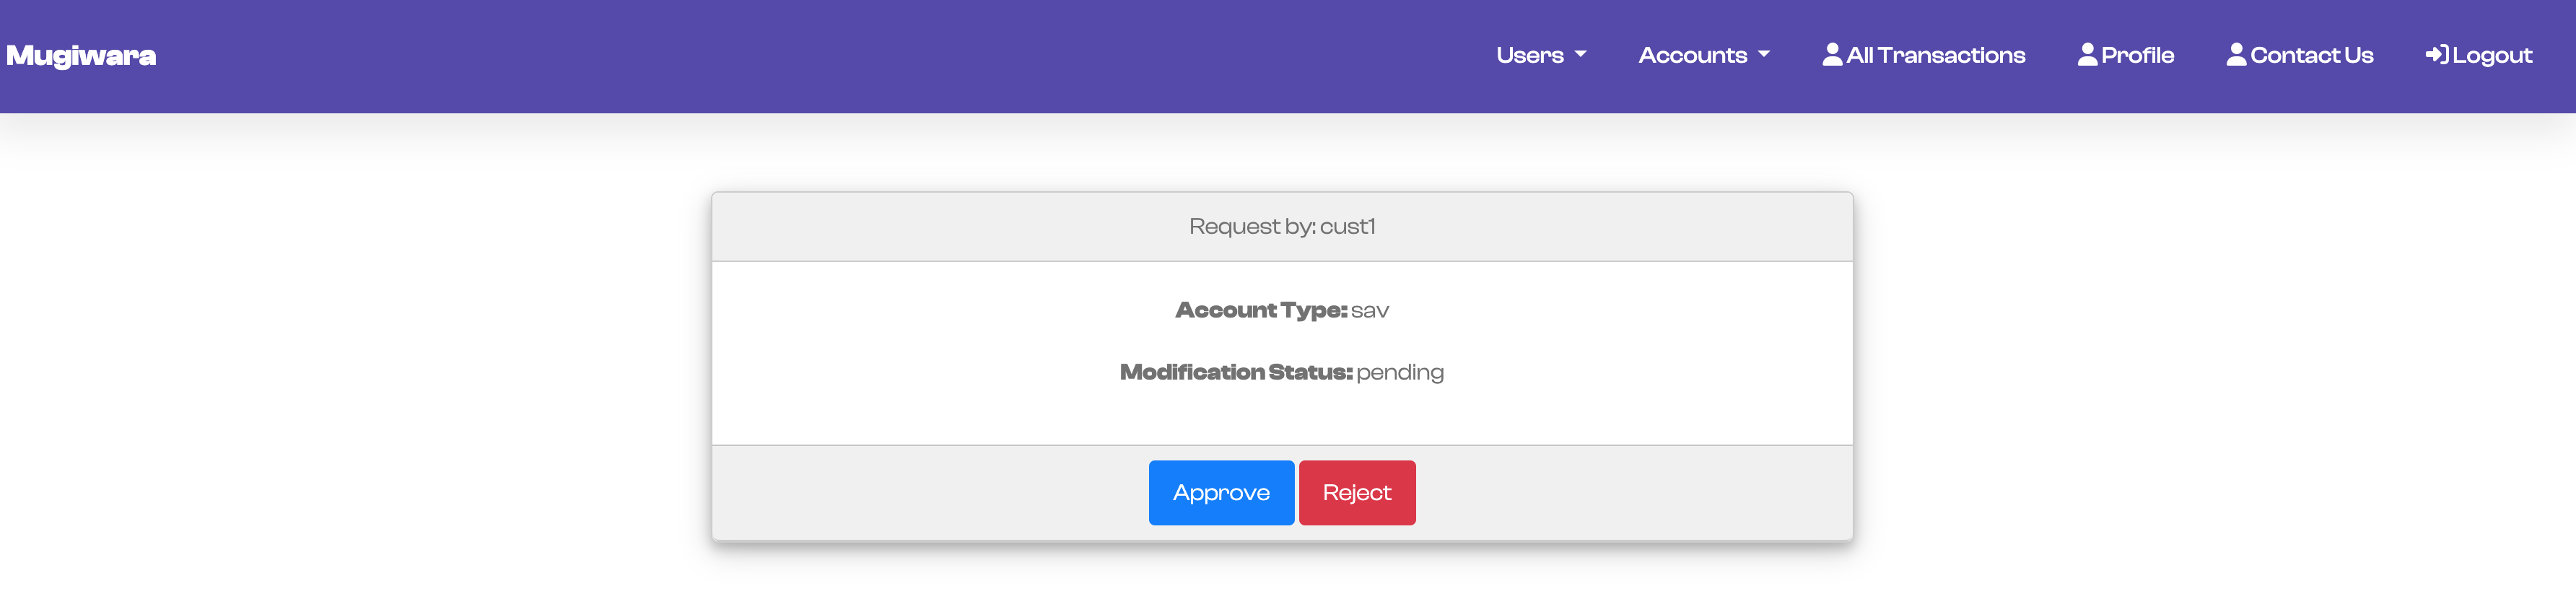 Mugiwara
Users
Accounts
All Transactions
Profile
Contact Us
Logout
Request by: cust1
Account Type: sav
Modification Status: pending
Approve
Reject